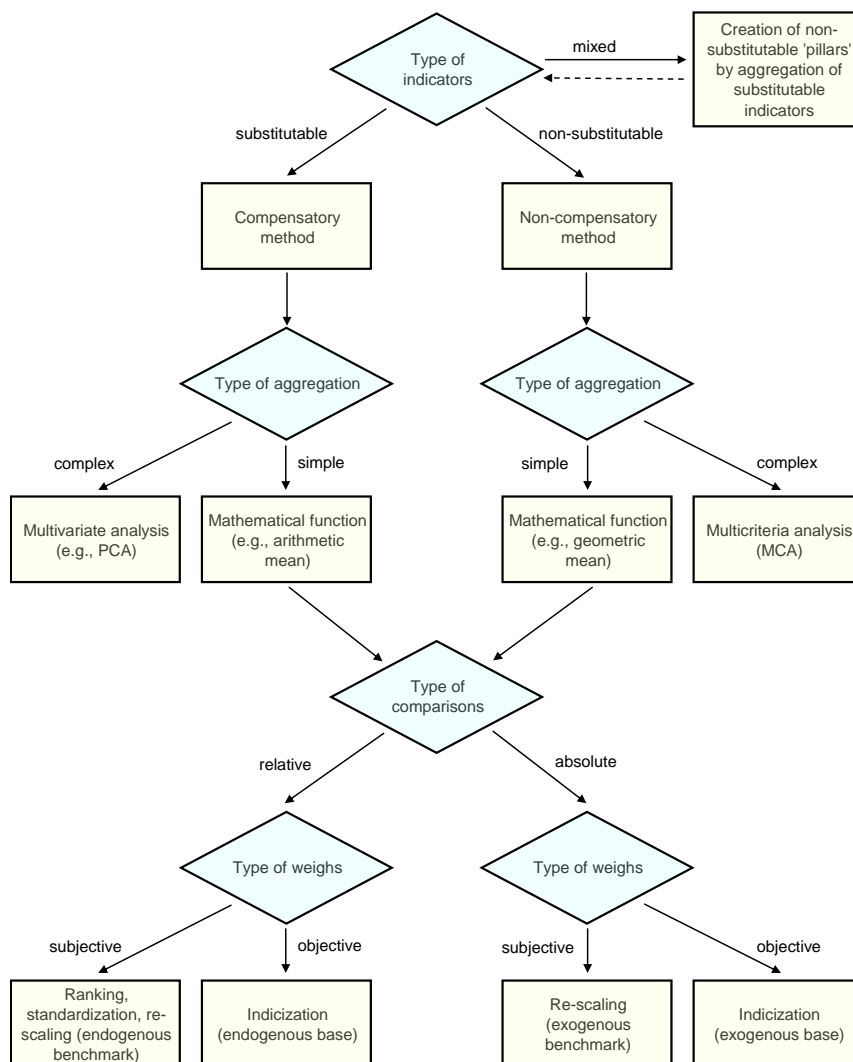 Type of
indicators
mixed
Creation of non-
substitutable 'pillars'
by aggregation of
substitutable
indicators
substitutable
non-substitutable
Compensatory
method
Non-compensatory
method
Type of aggregation
Type of aggregation
complex
simple
simple
complex
Multivariate analysis
(e.g., PCA)
Mathematical function
(e.g., arithmetic
mean)
Mathematical function
(e.g., geometric
mean)
Multicriteria analysis
(MCA)
Type of
comparisons
relative
absolute
Type of weighs
Type of weighs
subjective
objective
subjective
objective
Ranking,
standardization, re-
scaling (endogenous
benchmark)
Indicization
(endogenous base)
Re-scaling
(exogenous
benchmark)
Indicization
(exogenous base)